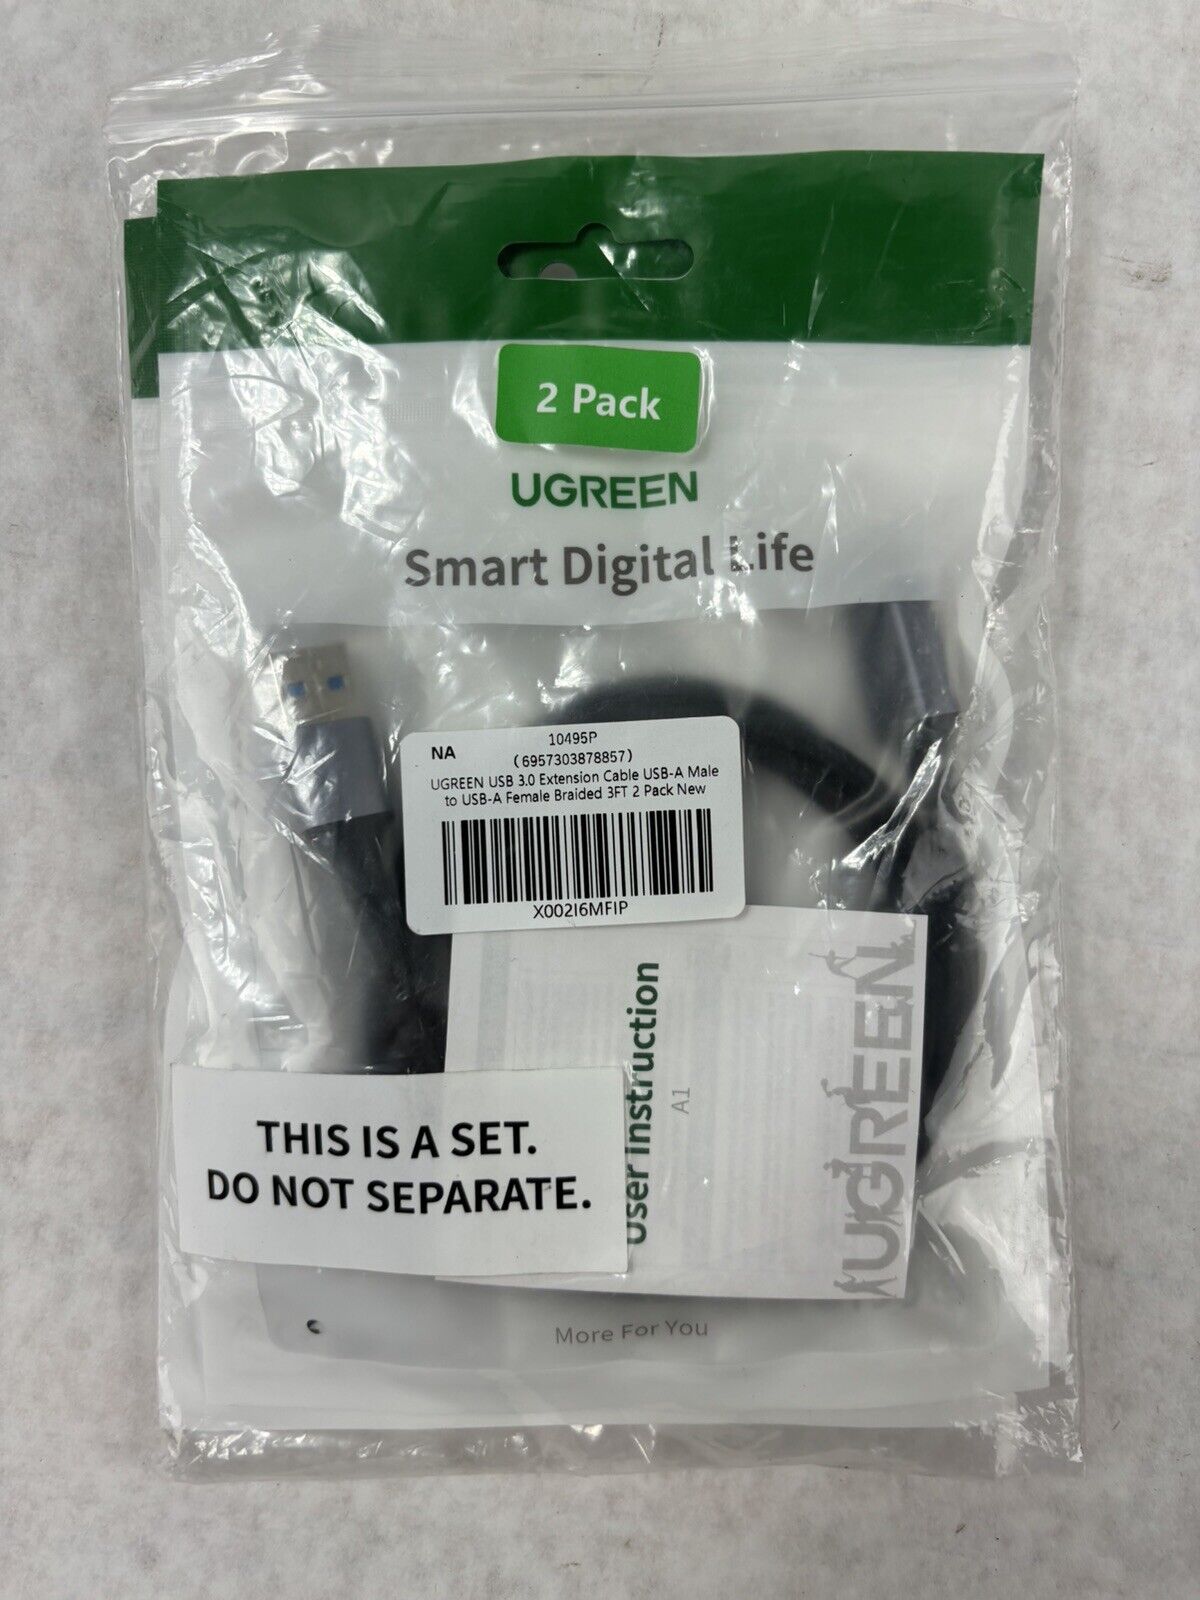 2 Pack
UGREEN
Smart Digital Life
NA
10495P
(6957303878857)
UGREEN USB 3.0 Extension Cable USB-A Male
to USB-A Female Braided 3FT 2 Pack New
X002I6MFIP
User Instruction
A1
UGREEN
THIS IS A SET.
DO NOT SEPARATE.
More For You